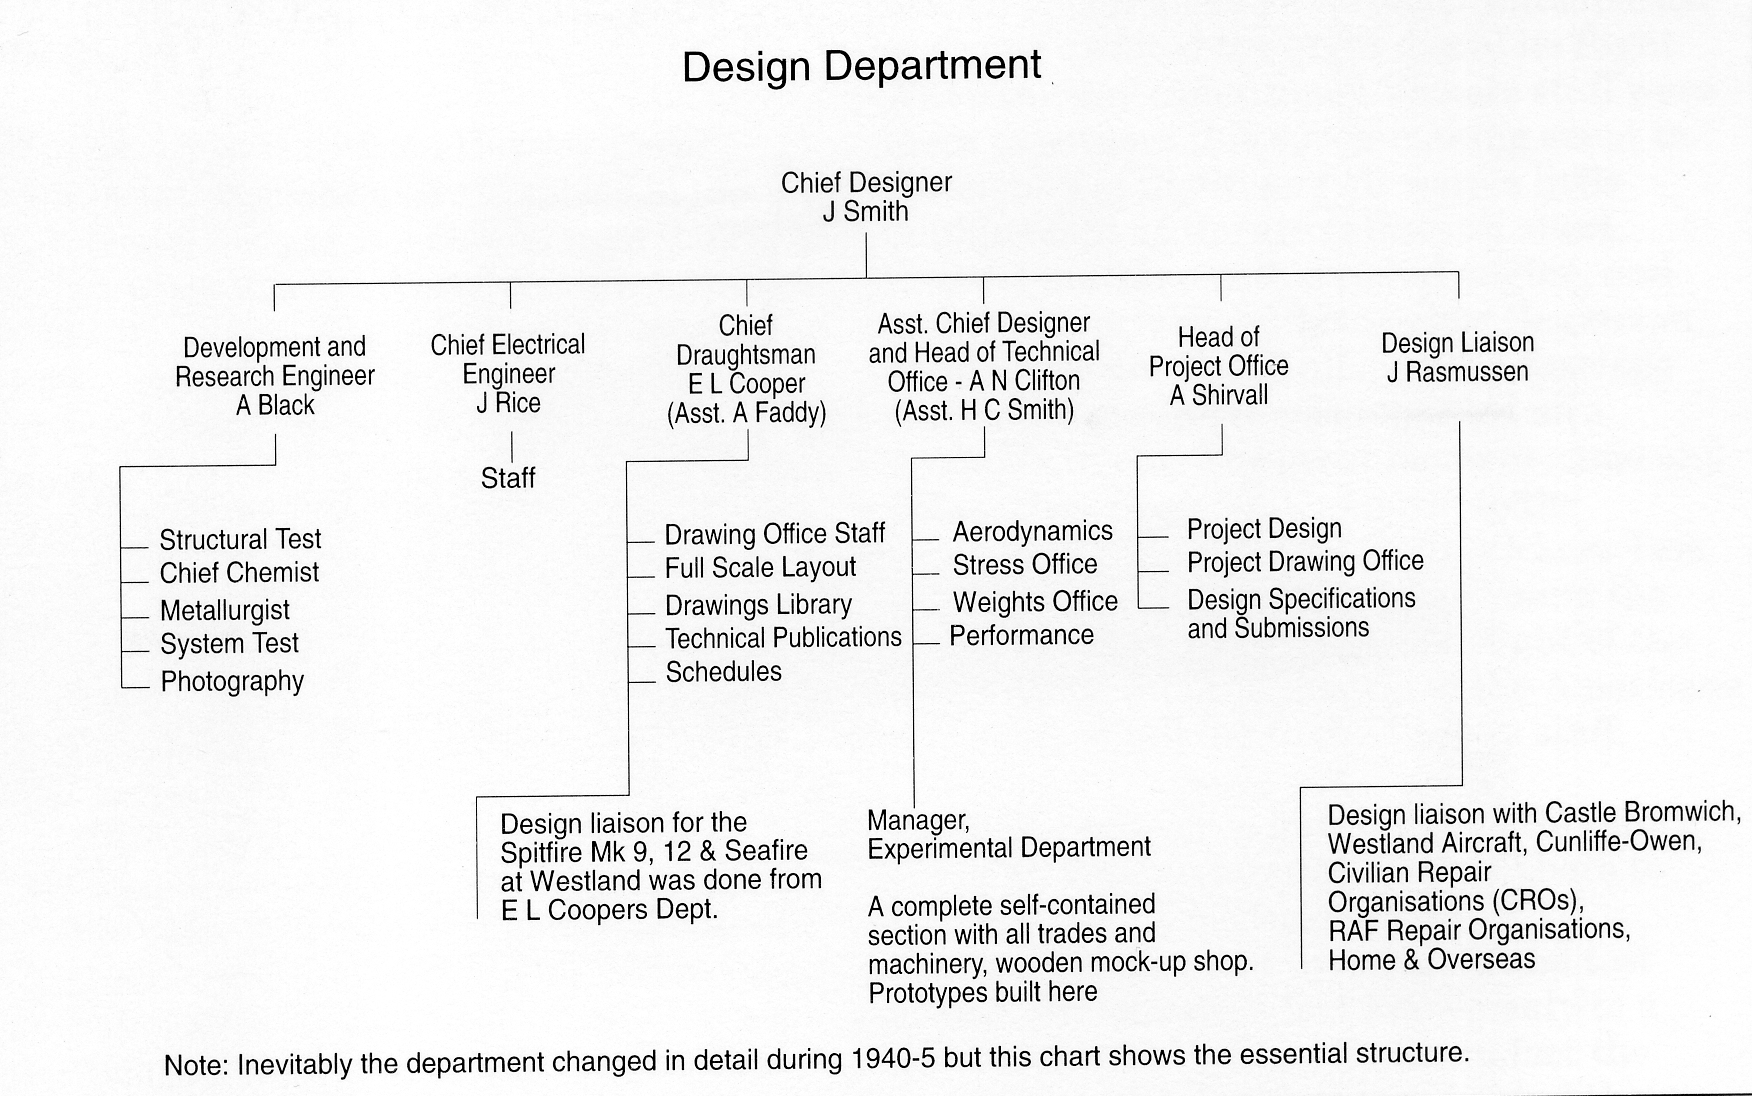 Design Department
Chief Designer
J Smith
Development and
Research Engineer
A Black
Structural Test
Chief Chemist
Metallurgist
System Test
Photography
Chief Electrical
Engineer
J Rice
Staff
Chief
Draughtsman
E L Cooper
(Asst. A Faddy)
Drawing Office Staff
Full Scale Layout
Drawings Library
Technical Publications
Schedules
Design liaison for the
Spitfire Mk 9, 12 & Seafire
at Westland was done from
E L Coopers Dept.
Asst. Chief Designer
and Head of Technical
Office - A N Clifton
(Asst. H C Smith)
Aerodynamics
Stress Office
Weights Office
Performance
Manager,
Experimental Department
A complete self-contained
section with all trades and
machinery, wooden mock-up shop.
Prototypes built here
Head of
Project Office
A Shirvall
Project Design
Project Drawing Office
Design Specifications
and Submissions
Design Liaison
J Rasmussen
Design liaison with Castle Bromwich,
Westland Aircraft, Cunliffe-Owen,
Civilian Repair
Organisations (CROs),
RAF Repair Organisations,
Home & Overseas
Note: Inevitably the department changed in detail during 1940-5 but this chart shows the essential structure.